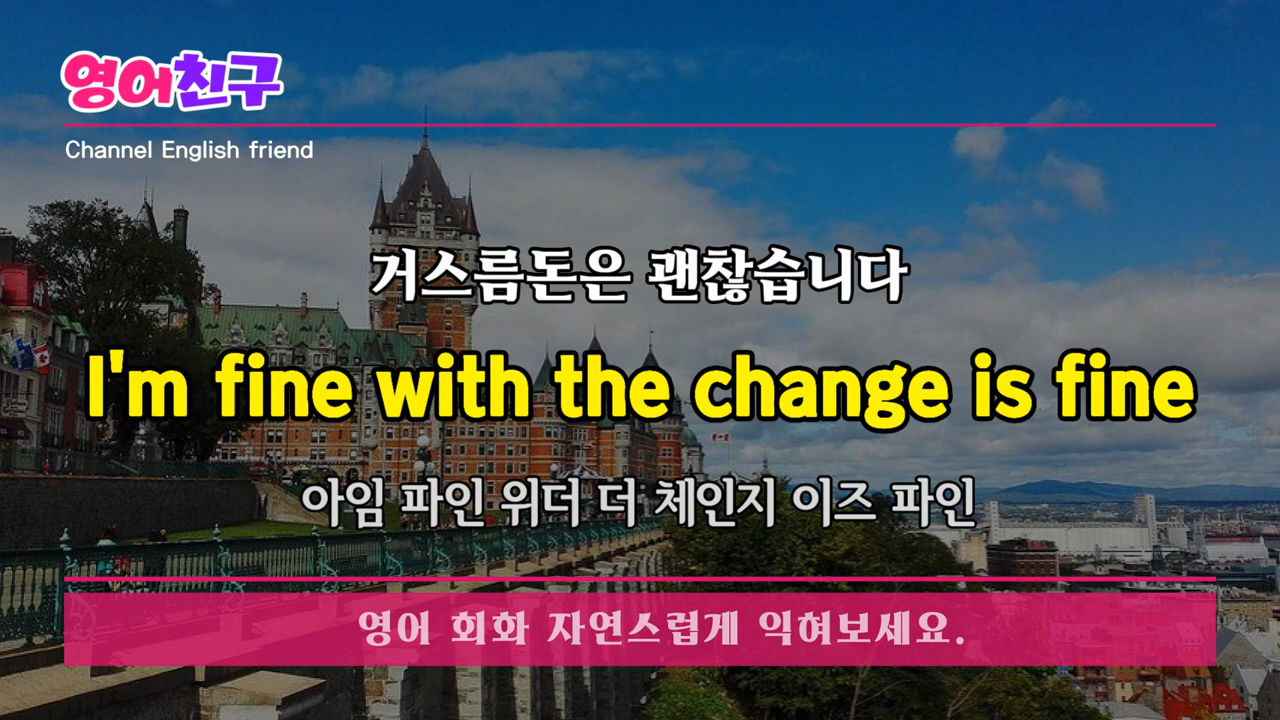 영어친구
Channel English friend
거스름돈은 괜찮습니다
I'm fine with the change is fine
아임 파인 위더 더 체인지 이즈 파인
영어 회화 자연스럽게 익혀보세요.